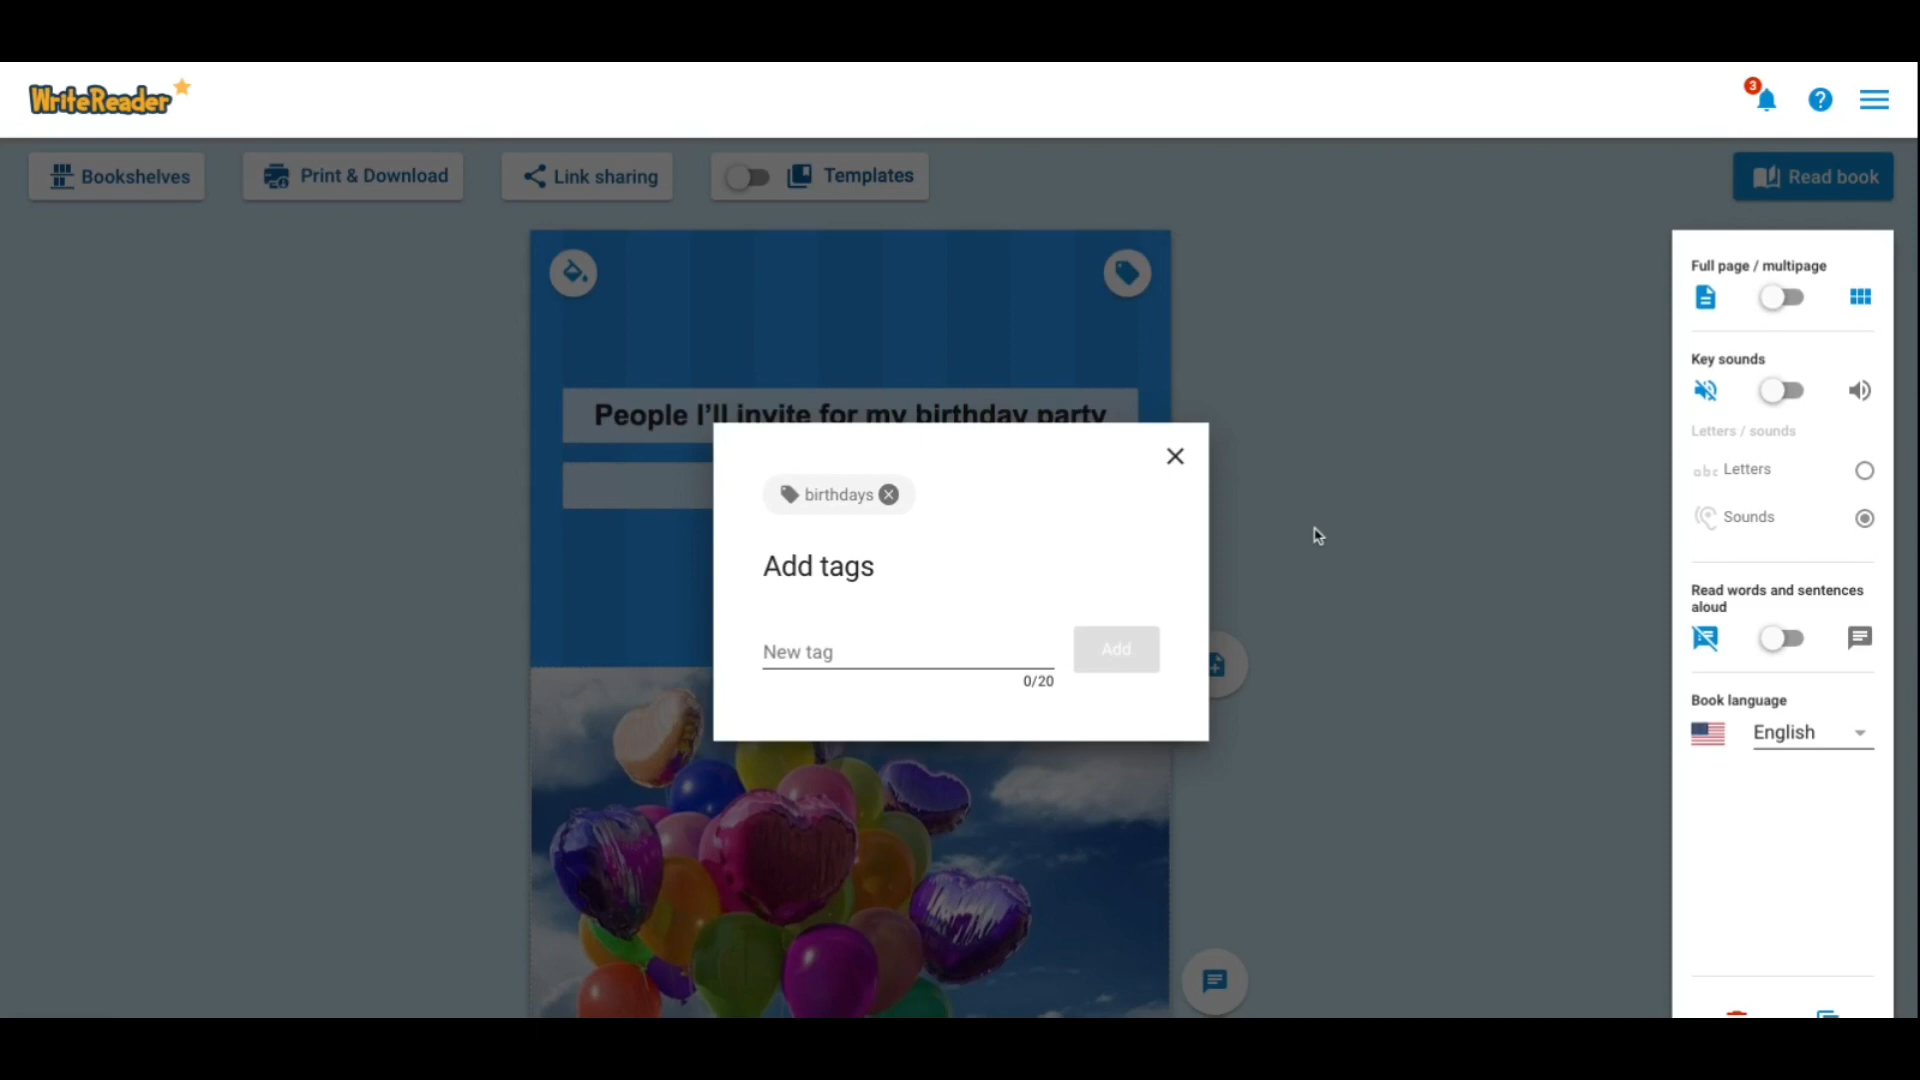 WriteReader
3
?
Bookshelves
Print & Download
Link sharing
Templates
Read book
People I’ll invite for my birthday party
birthdays
Add tags
New tag
Add
0/20
Full page / multipage
Key sounds
Letters / sounds
abc Letters
Sounds
Read words and sentences
aloud
Book language
English